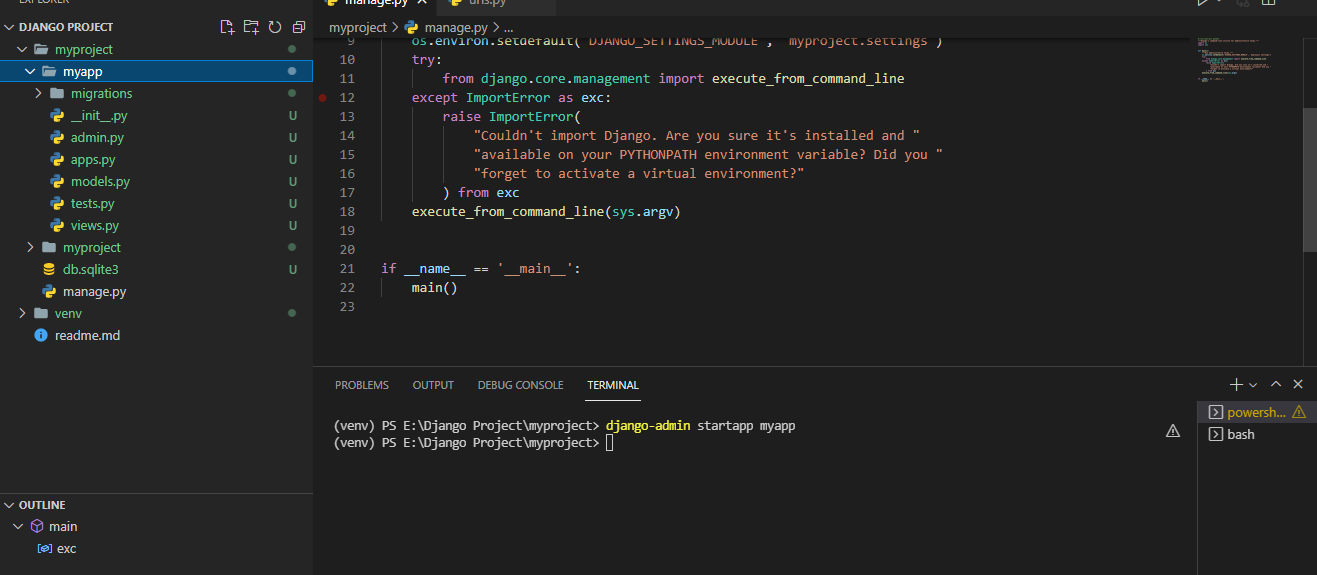 EXPLORER
DJANGO PROJECT
myproject
myapp
migrations
__init__.py U
admin.py U
apps.py U
models.py U
tests.py U
views.py U
myproject
db.sqlite3 U
manage.py
venv
readme.md
OUTLINE
main
exc
manage.py urls.py
myproject > manage.py > ...
9 os.environ.setdefault('DJANGO_SETTINGS_MODULE', 'myproject.settings')
10 try:
11 from django.core.management import execute_from_command_line
12 except ImportError as exc:
13 raise ImportError(
14 "Couldn't import Django. Are you sure it's installed and "
15 "available on your PYTHONPATH environment variable? Did you "
16 "forget to activate a virtual environment?"
17 ) from exc
18 execute_from_command_line(sys.argv)
19
20
21 if __name__ == '__main__':
22 main()
23
PROBLEMS OUTPUT DEBUG CONSOLE TERMINAL
(venv) PS E:\Django Project\myproject> django-admin startapp myapp
(venv) PS E:\Django Project\myproject>
powersh...
bash